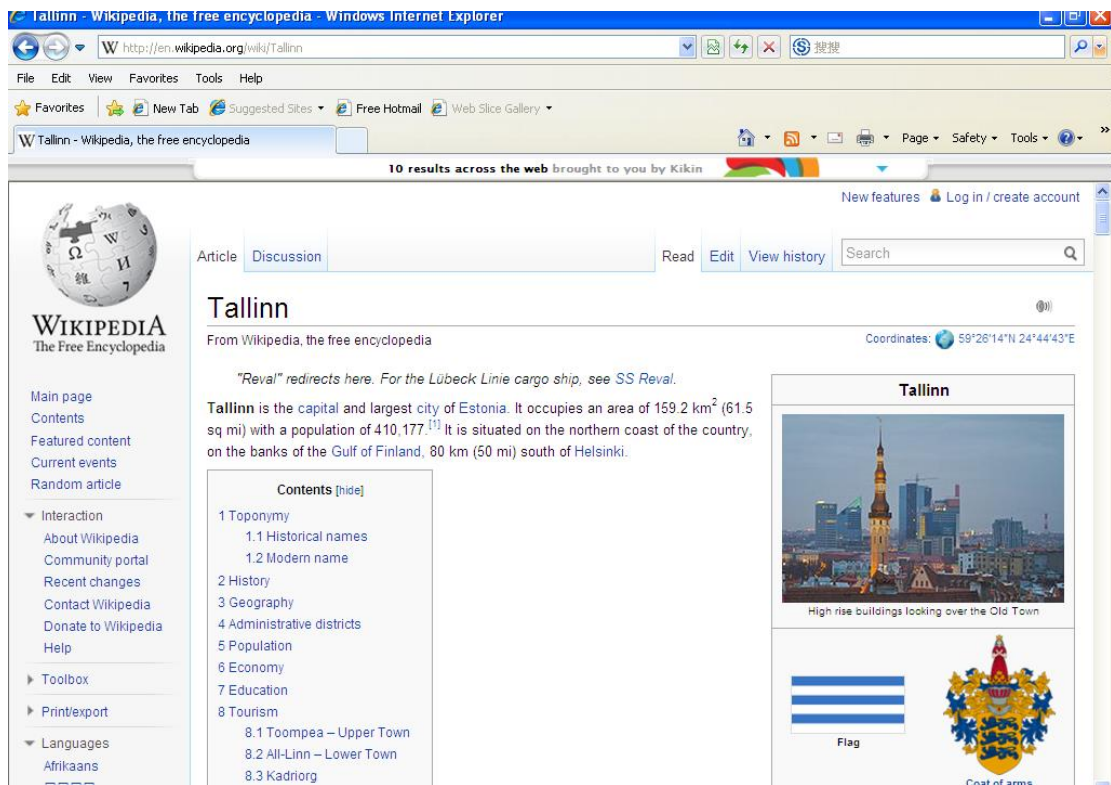 Tallinn - Wikipedia, the free encyclopedia - Windows Internet Explorer
http://en.wikipedia.org/wiki/Tallinn
搜搜
File Edit View Favorites Tools Help
Favorites New Tab Suggested Sites Free Hotmail Web Slice Gallery
Tallinn - Wikipedia, the free encyclopedia
Page Safety Tools
10 results across the web brought to you by Kikin
New features Log in / create account
Article Discussion Read Edit View history Search
WIKIPEDIA
The Free Encyclopedia
Main page
Contents
Featured content
Current events
Random article
Interaction
About Wikipedia
Community portal
Recent changes
Contact Wikipedia
Donate to Wikipedia
Help
Toolbox
Print/export
Languages
Afrikaans
Tallinn
From Wikipedia, the free encyclopedia
Coordinates: 59°26'14"N 24°44'43"E
"Reval" redirects here. For the Lübeck Linie cargo ship, see SS Reval.
Tallinn is the capital and largest city of Estonia. It occupies an area of 159.2 km2 (61.5
sq mi) with a population of 410,177.[1] It is situated on the northern coast of the country,
on the banks of the Gulf of Finland, 80 km (50 mi) south of Helsinki.
Contents [hide]
1 Toponymy
1.1 Historical names
1.2 Modern name
2 History
3 Geography
4 Administrative districts
5 Population
6 Economy
7 Education
8 Tourism
8.1 Toompea – Upper Town
8.2 All-Linn – Lower Town
8.3 Kadriorg
Tallinn
High rise buildings looking over the Old Town
Flag
Coat of arms